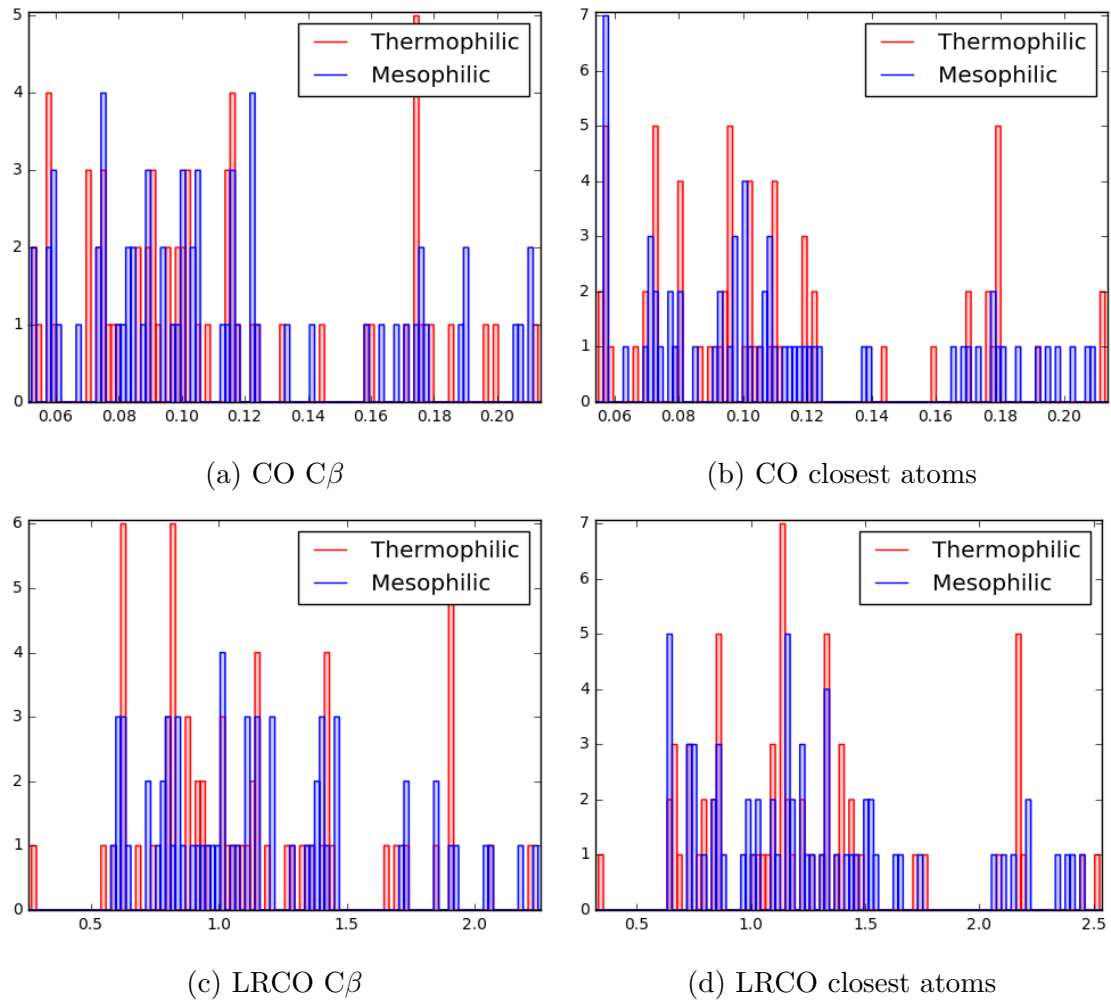 5
4
3
2
1
0
0.06 0.08 0.10 0.12 0.14 0.16 0.18 0.20
Thermophilic
Mesophilic
(a) CO Cβ
7
6
5
4
3
2
1
0
0.06 0.08 0.10 0.12 0.14 0.16 0.18 0.20
Thermophilic
Mesophilic
(b) CO closest atoms
6
5
4
3
2
1
0
0.5 1.0 1.5 2.0
Thermophilic
Mesophilic
(c) LRCO Cβ
7
6
5
4
3
2
1
0
0.5 1.0 1.5 2.0 2.5
Thermophilic
Mesophilic
(d) LRCO closest atoms